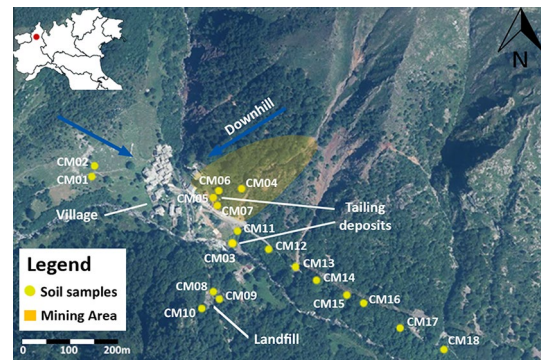 N
Downhill
CM02
CM01
CM06
CM04
CM05
CM07
Village
Tailing
deposits
CM11
CM03
CM12
CM13
CM14
CM15
CM16
CM17
CM18
CM08
CM09
CM10
Landfill
Legend
Soil samples
Mining Area
0 100 200m